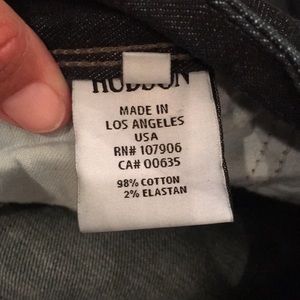 HUDSON
MADE IN
LOS ANGELES
USA
RN# 107906
CA# 00635
98% COTTON
2% ELASTAN